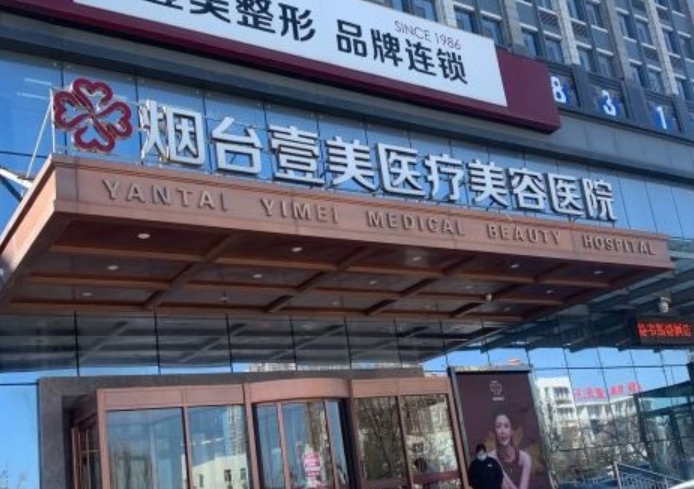 美整形 品牌连锁
SINCE 1986
831
烟台壹美医疗美容医院
YANTAI YIMEI MEDICAL BEAUTY HOSPITAL